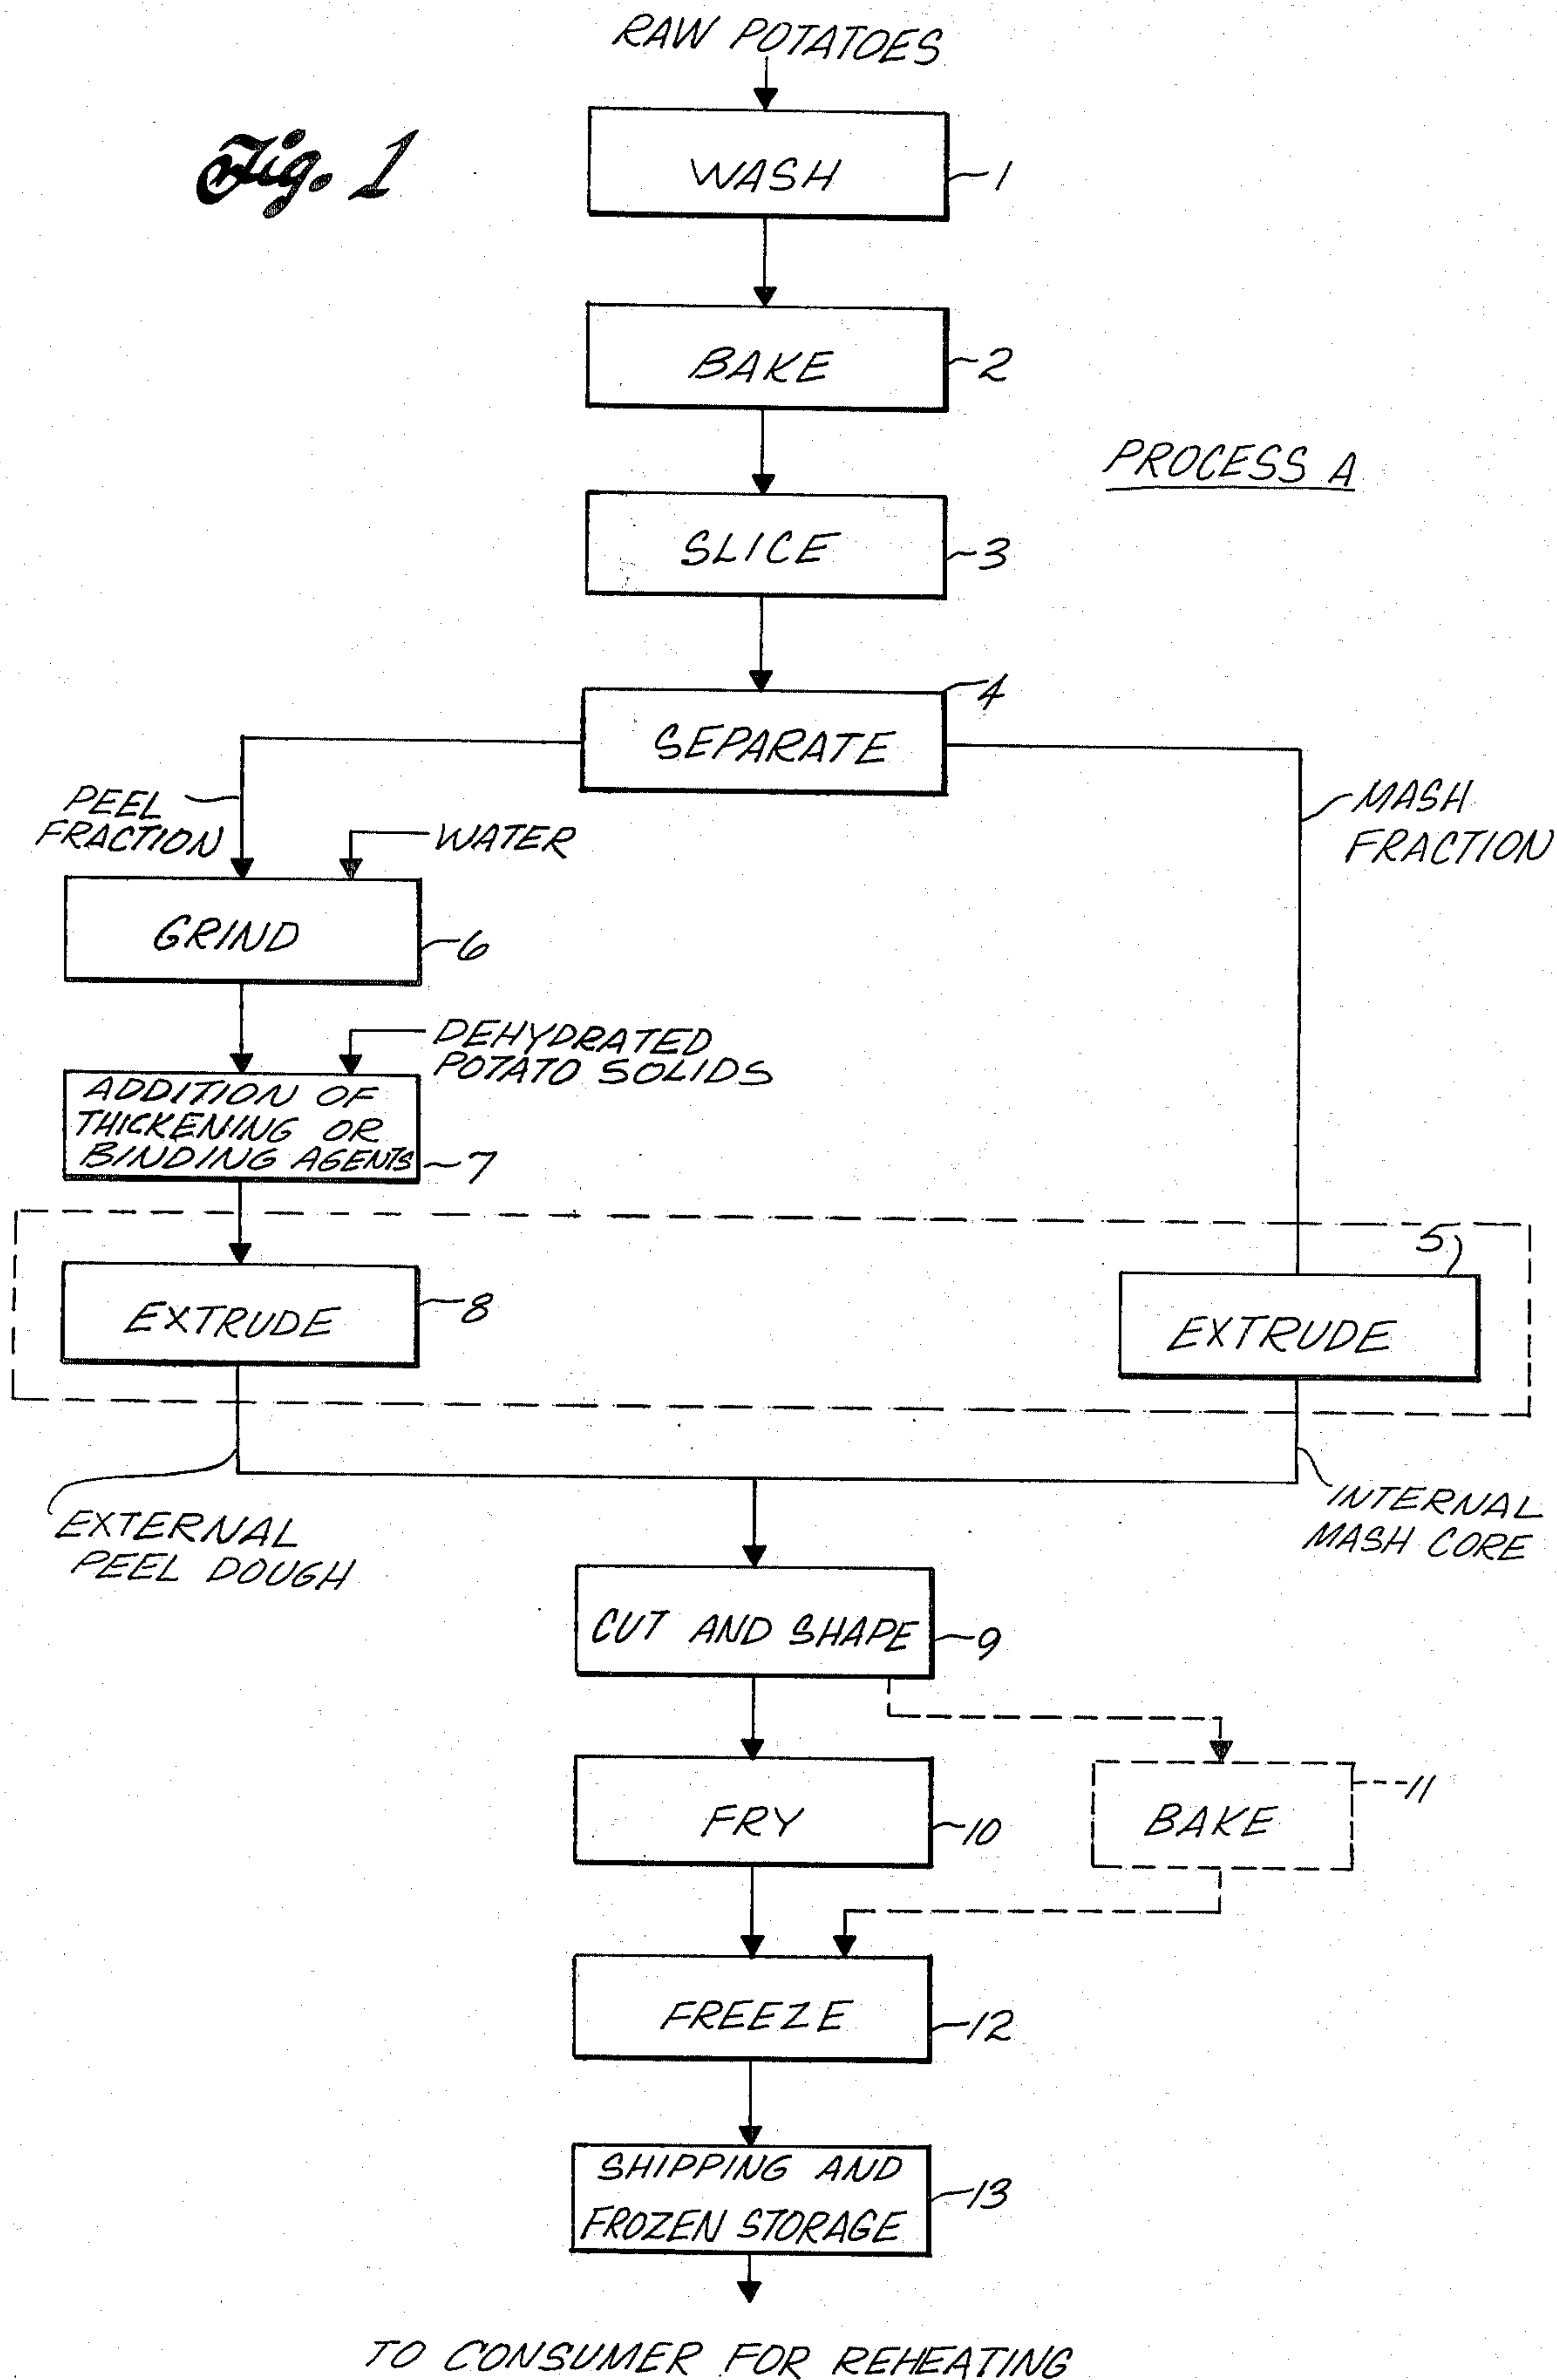 RAW POTATOES
Fig. 1
WASH
1
BAKE
2
PROCESS A
SLICE
3
4
SEPARATE
PEEL
FRACTION
WATER
MASH
FRACTION
GRIND
6
DEHYDRATED
POTATO SOLIDS
ADDITION OF
THICKENING OR
BINDING AGENTS
7
5
EXTRUDE
8
EXTRUDE
EXTERNAL
PEEL DOUGH
INTERNAL
MASH CORE
CUT AND SHAPE
9
FRY
10
BAKE
11
FREEZE
12
SHIPPING AND
FROZEN STORAGE
13
TO CONSUMER FOR REHEATING